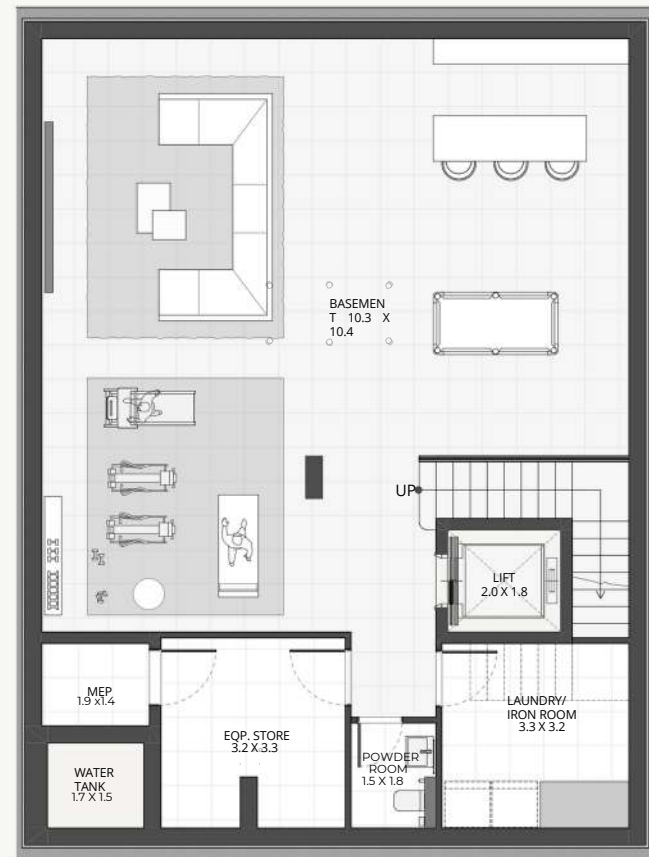 BASEMEN
T 10.3 X
10.4
UP
LIFT
2.0 X 1.8
MEP
1.9 x1.4
LAUNDRY/
IRON ROOM
3.3 X 3.2
EQP. STORE
3.2 X 3.3
POWDER
ROOM
1.5 X 1.8
WATER
TANK
1.7 X 1.5